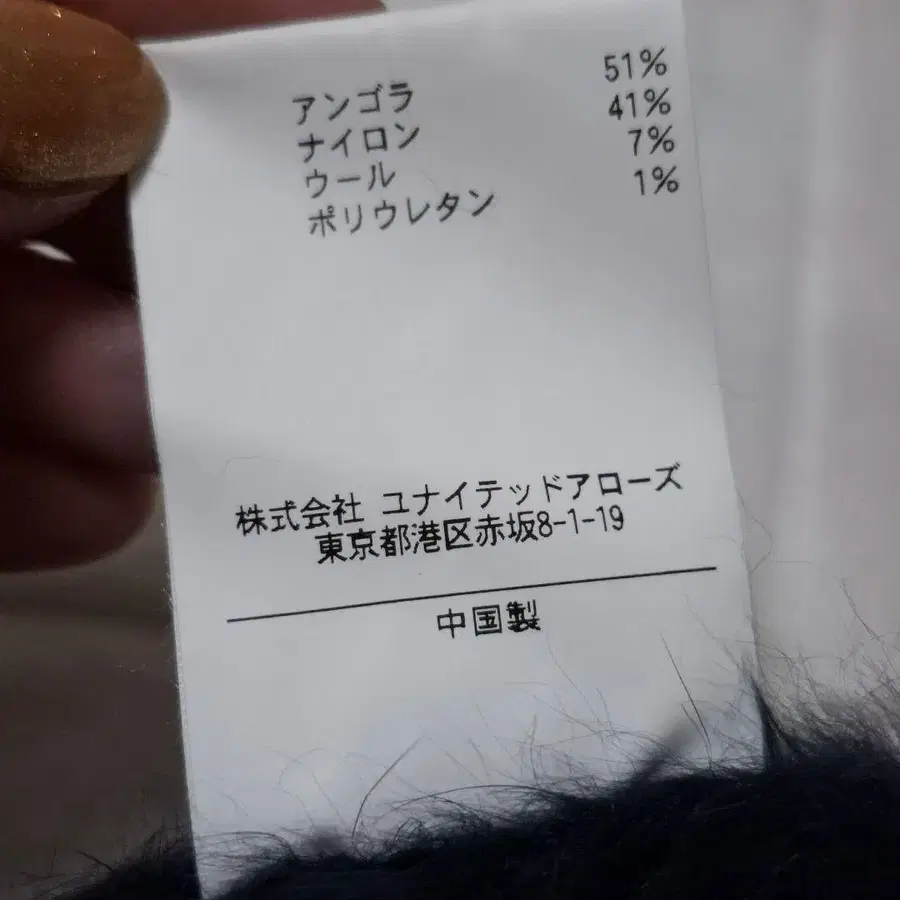 アンゴラ 51%
ナイロン 41%
ウール 7%
ポリウレタン 1%
株式会社 ユナイテッドアローズ
東京都港区赤坂8-1-19
中国製